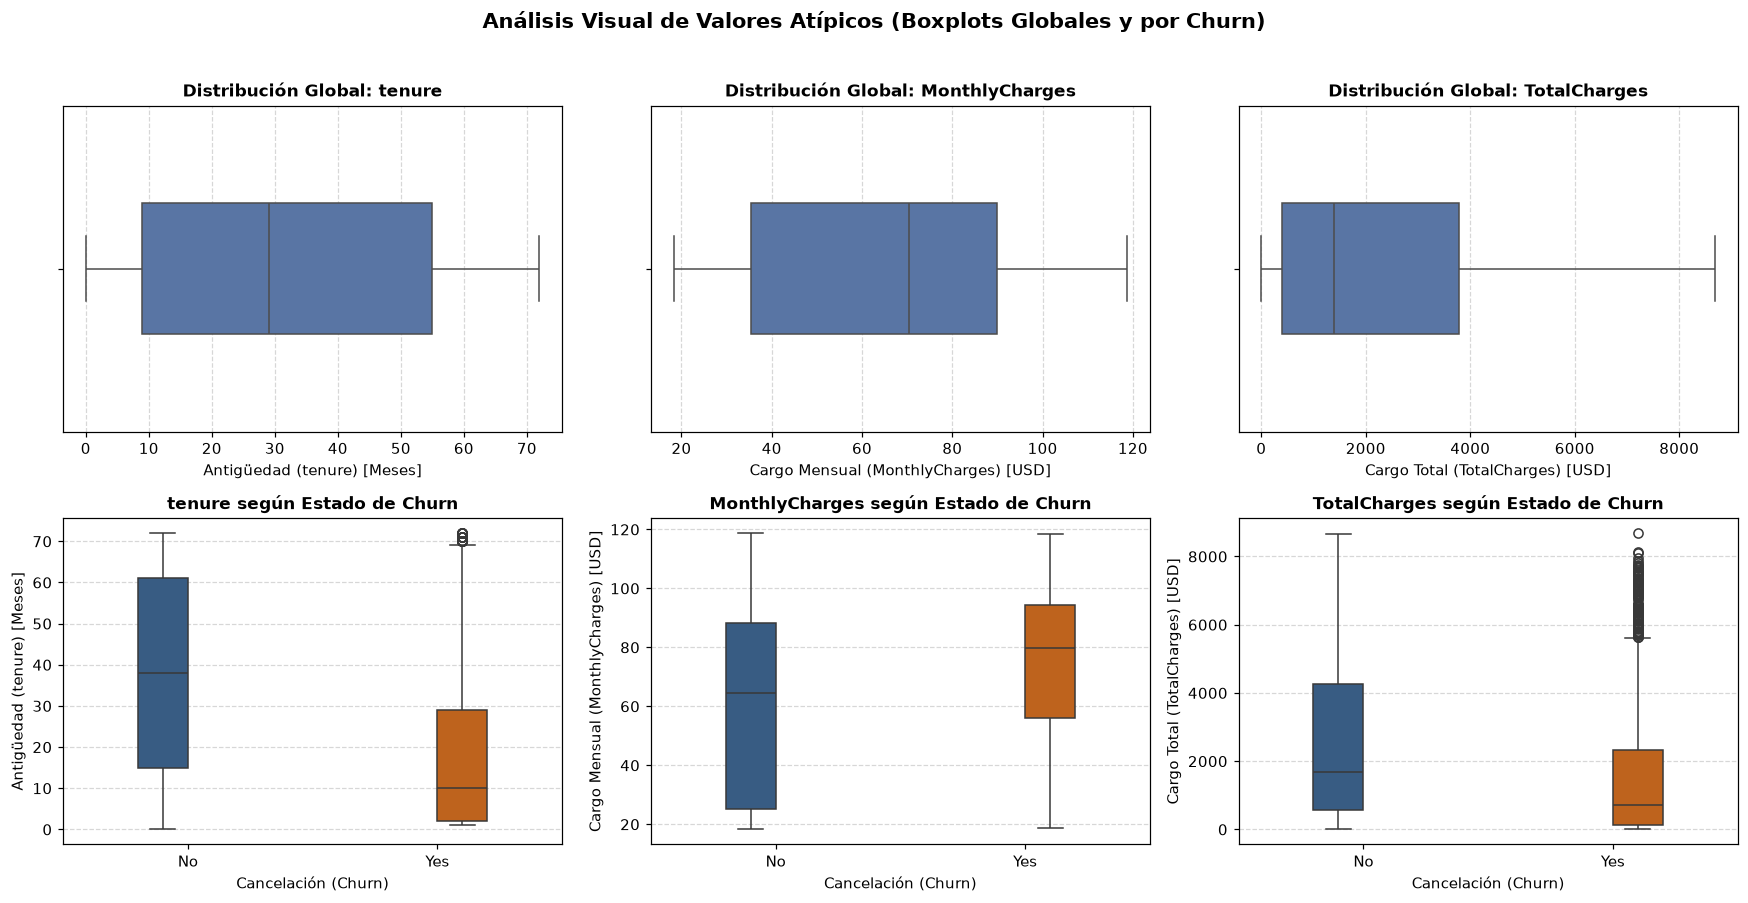 Análisis Visual de Valores Atípicos (Boxplots Globales y por Churn)
Distribución Global: tenure
0 10 20 30 40 50 60 70
Antigüedad (tenure) [Meses]
Distribución Global: MonthlyCharges
20 40 60 80 100 120
Cargo Mensual (MonthlyCharges) [USD]
Distribución Global: TotalCharges
0 2000 4000 6000 8000
Cargo Total (TotalCharges) [USD]
tenure según Estado de Churn
Antigüedad (tenure) [Meses]
70
60
50
40
30
20
10
0
No Yes
Cancelación (Churn)
MonthlyCharges según Estado de Churn
Cargo Mensual (MonthlyCharges) [USD]
120
100
80
60
40
20
No Yes
Cancelación (Churn)
TotalCharges según Estado de Churn
Cargo Total (TotalCharges) [USD]
8000
6000
4000
2000
0
No Yes
Cancelación (Churn)